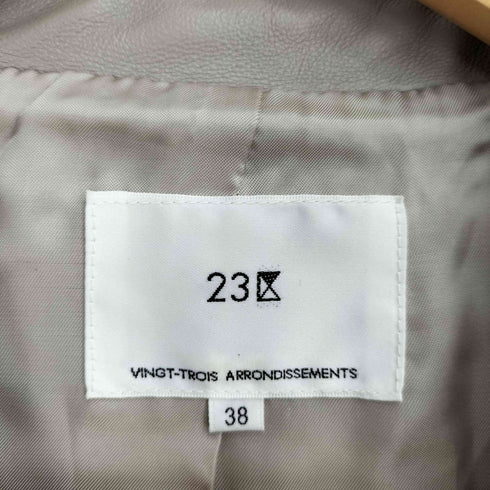 23区
VINGT-TROIS ARRONDISSEMENTS
38